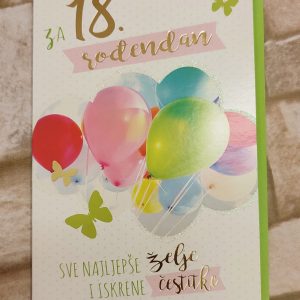 ZA 18.
rođendan
SVE NAJLJEPŠE želje
I ISKRENE čestitke